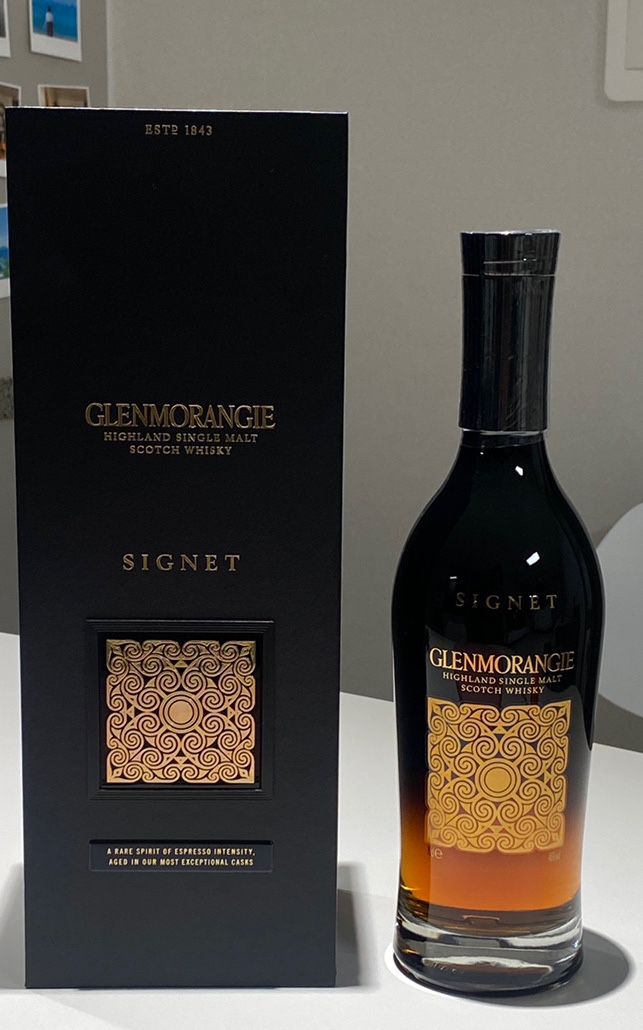 ESTD 1843
GLENMORANGIE
HIGHLAND SINGLE MALT
SCOTCH WHISKY
SIGNET
A RARE SPIRIT OF ESPRESSO INTENSITY,
AGED IN OUR MOST EXCEPTIONAL CASKS
SIGNET
GLENMORANGIE
HIGHLAND SINGLE MALT
SCOTCH WHISKY